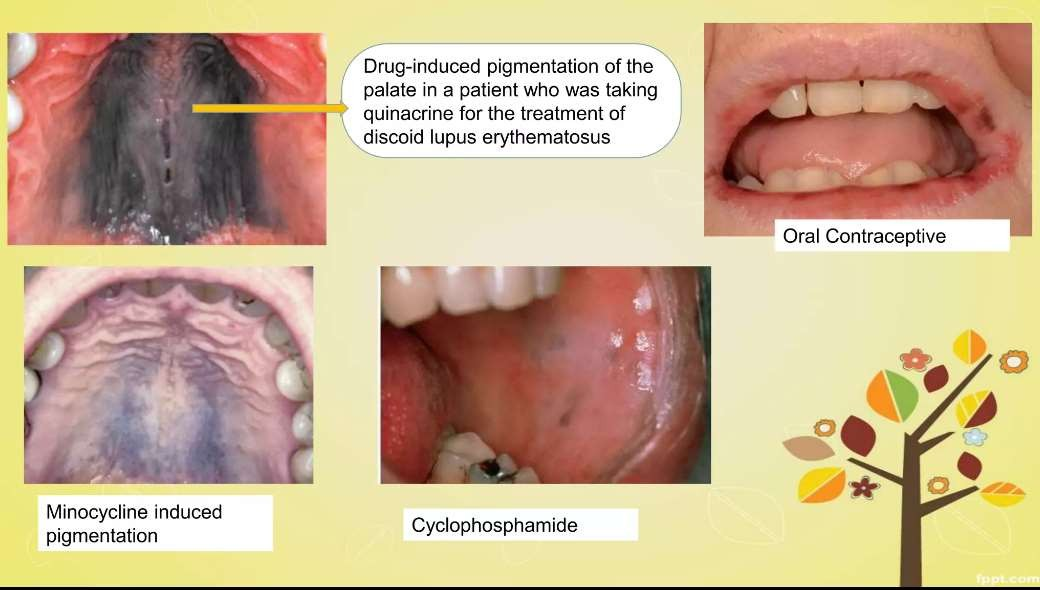 Drug-induced pigmentation of the
palate in a patient who was taking
quinacrine for the treatment of
discoid lupus erythematosus
Oral Contraceptive
Minocycline induced
pigmentation
Cyclophosphamide
fppt.com